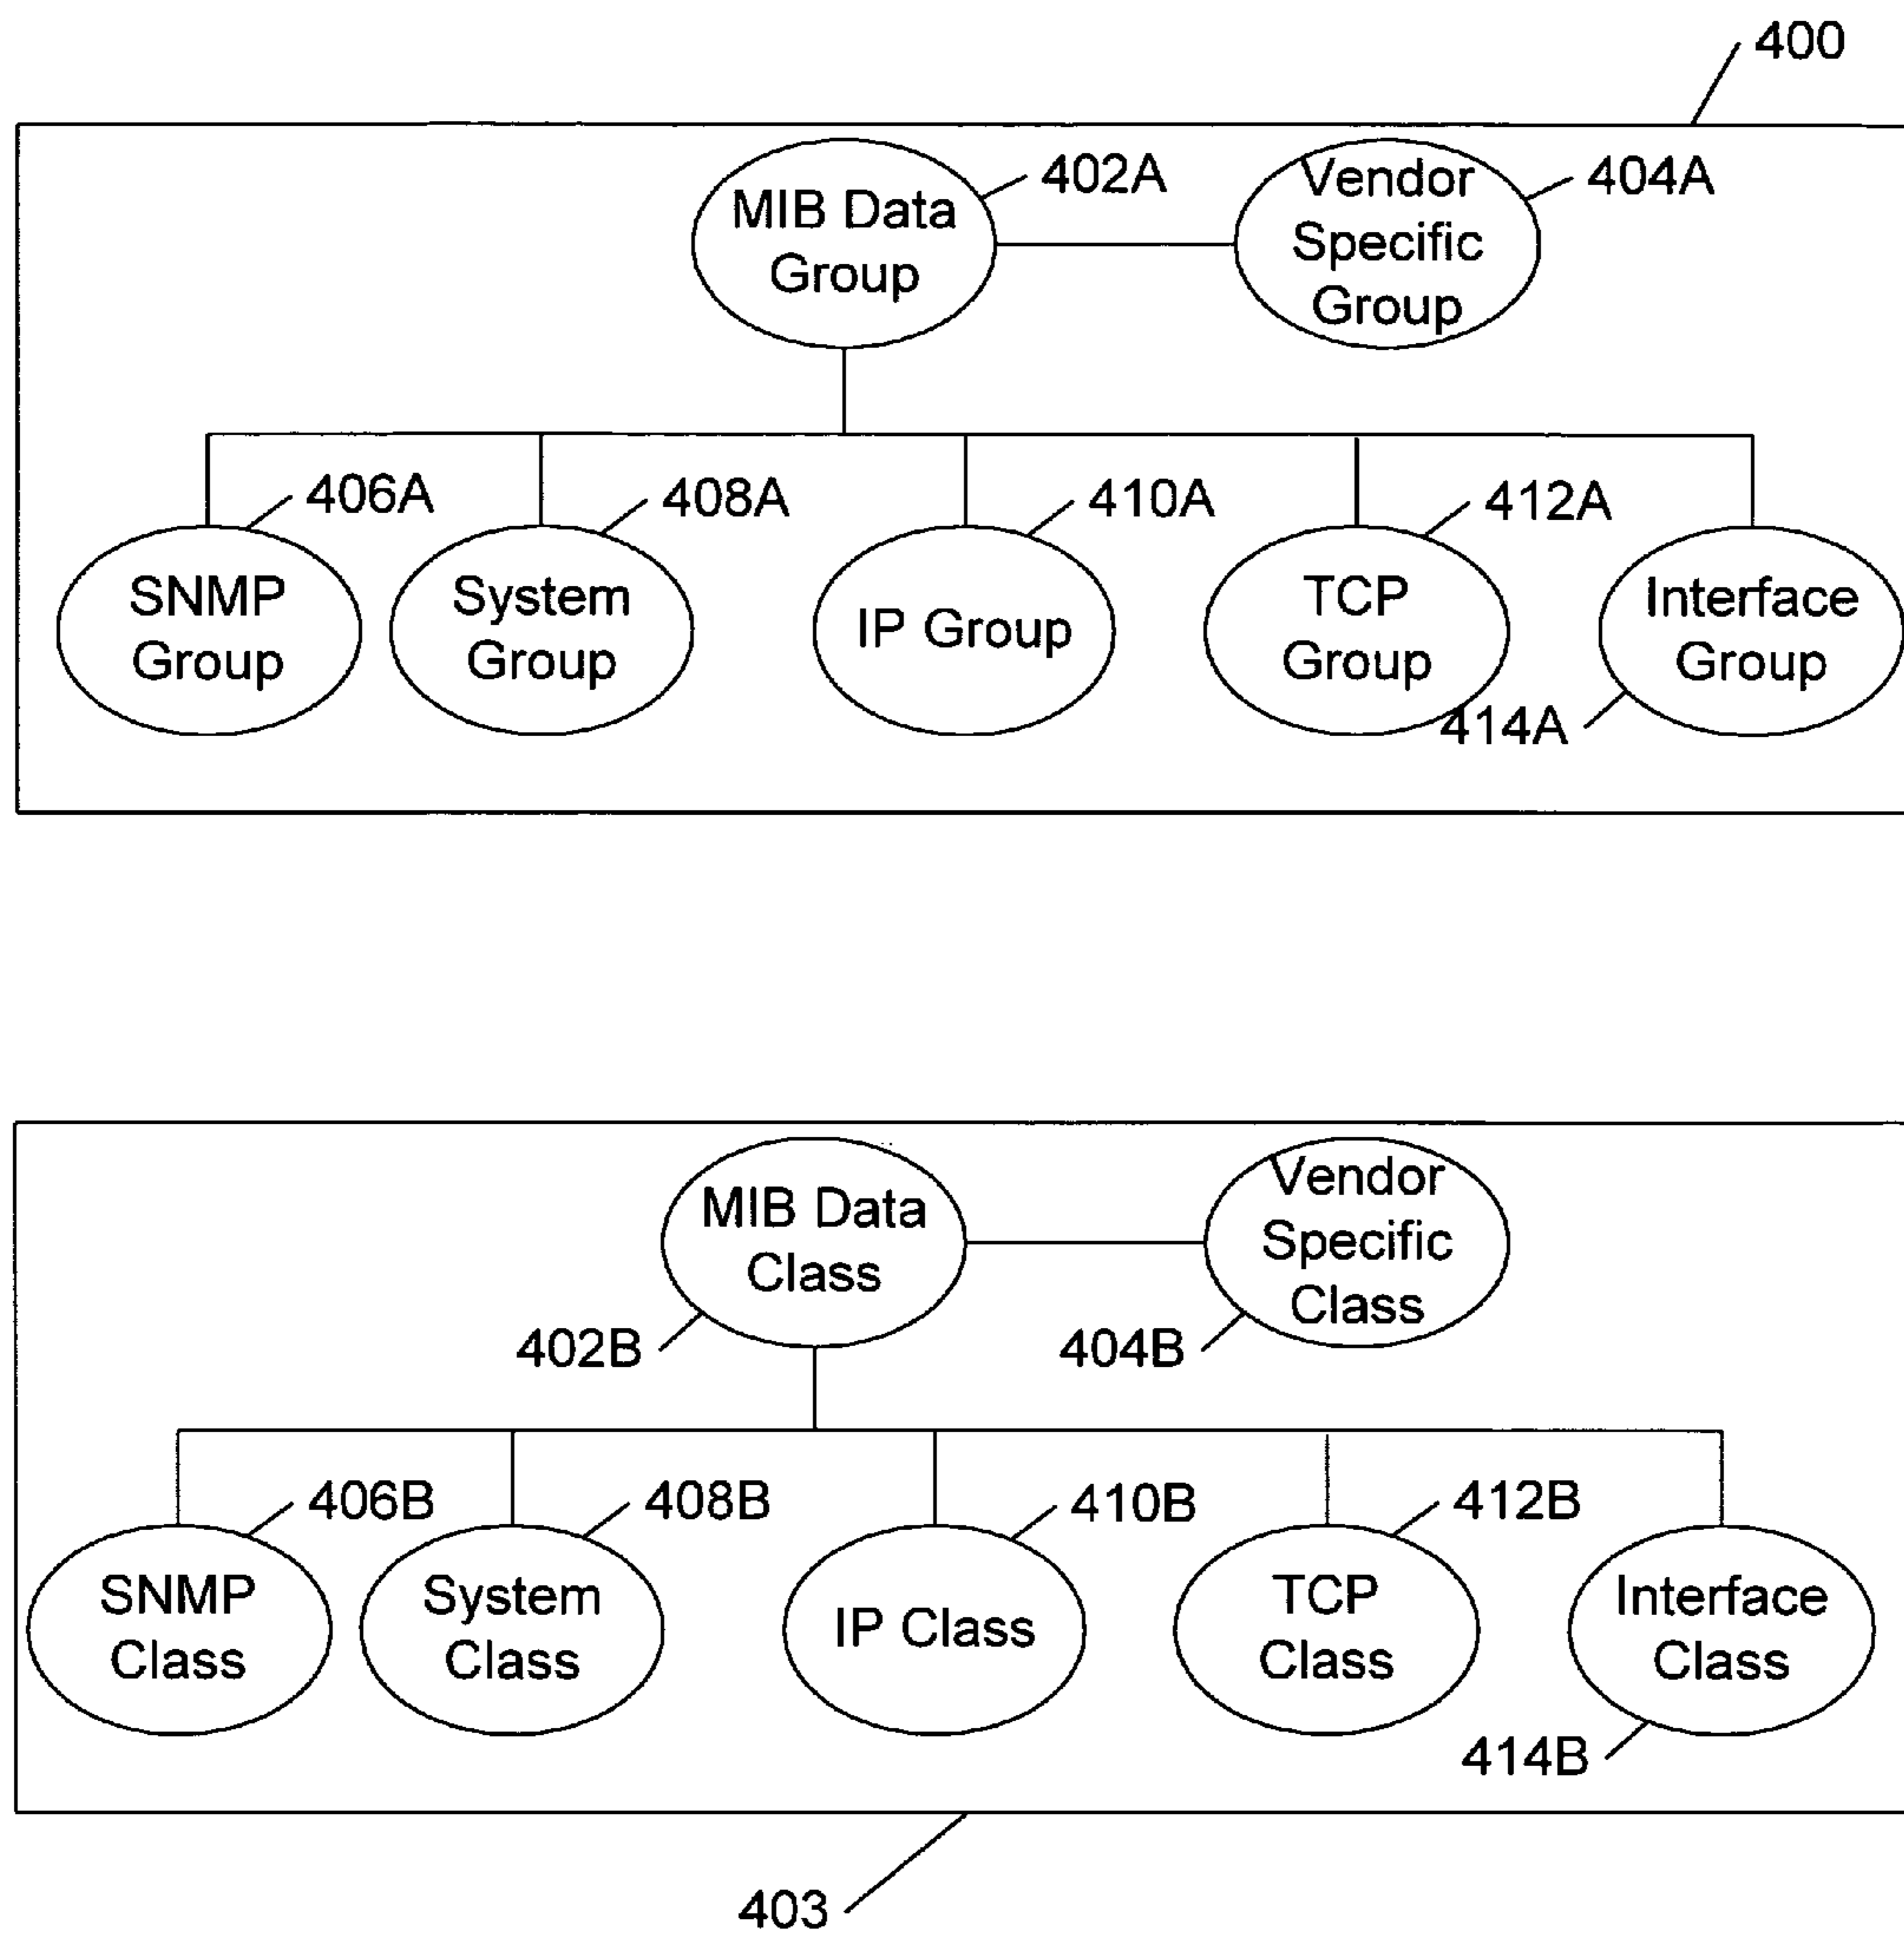 400
MIB Data
Group
402A
Vendor
Specific
Group
404A
406A
408A
410A
412A
SNMP
Group
System
Group
IP Group
TCP
Group
Interface
Group
414A
MIB Data
Class
402B
Vendor
Specific
Class
404B
406B
408B
410B
412B
SNMP
Class
System
Class
IP Class
TCP
Class
Interface
Class
414B
403